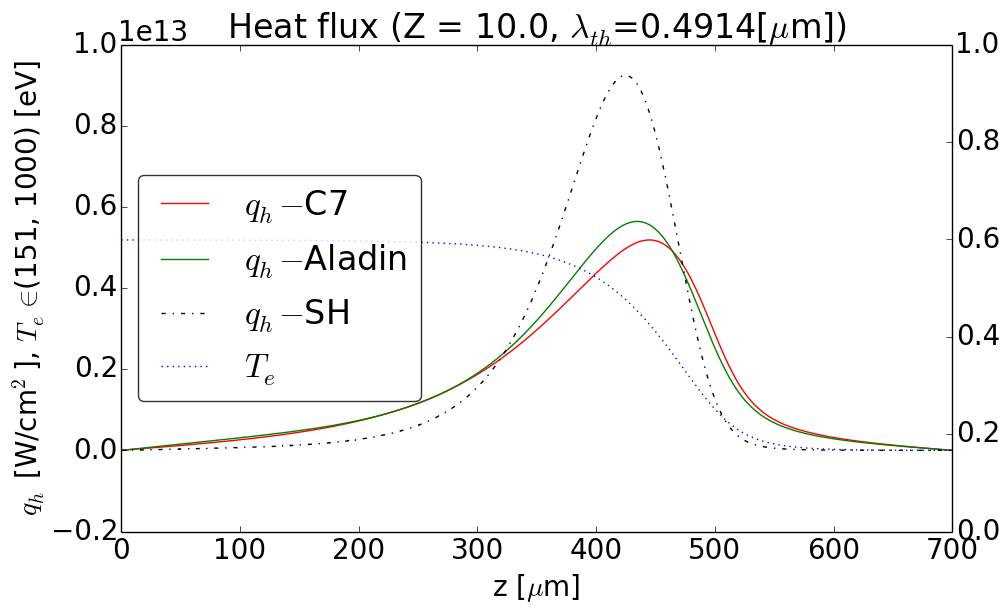 Heat flux (Z = 10.0, λth=0.4914[μm])
1e13
1.0
0.8
0.6
0.4
0.2
0.0
−0.2
qh [W/cm2 ], Te ∈(151, 1000) [eV]
qh −C7
qh −Aladin
qh −SH
Te
1.0
0.8
0.6
0.4
0.2
0.0
0 100 200 300 400 500 600 700
z [μm]